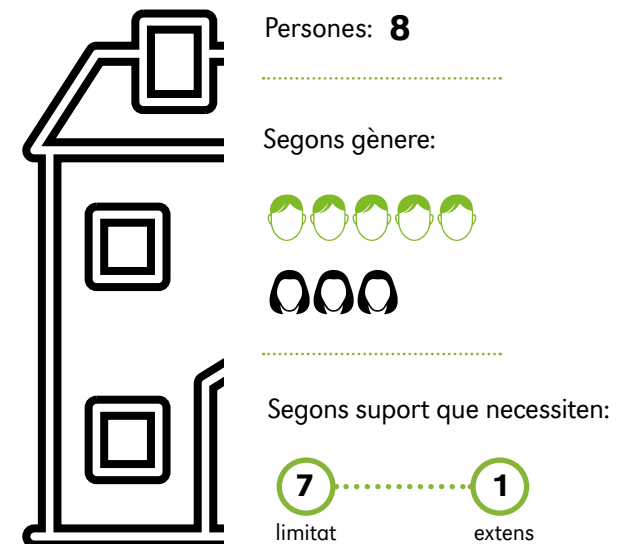 Persones: 8
Segons gènere:
Segons suport que necessiten:
7 1
limitat extens